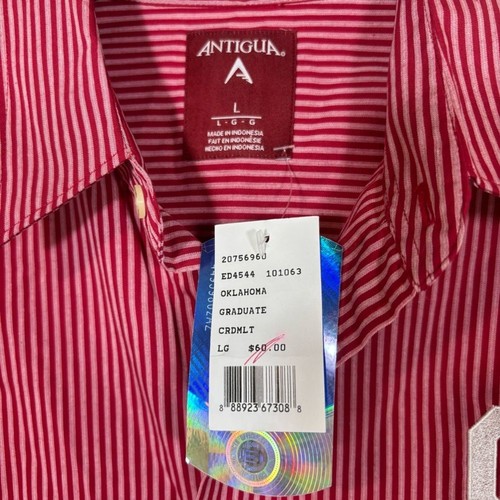 ANTIGUA®
L
L - G - G
MADE IN INDONESIA
FAIT EN INDONÉSIE
HECHO EN INDONESIA
20756960
ED4544 101063
OKLAHOMA
GRADUATE
CRDMLT
LG $60.00
8 88923 67308 8